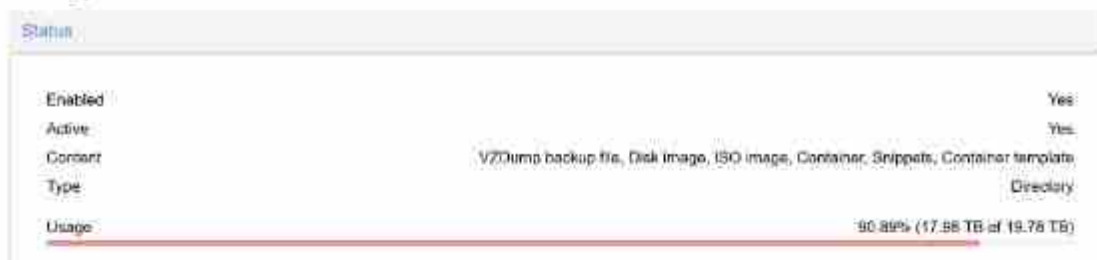 Status
Enabled Yes
Active Yes
Content VZDump backup file, Disk image, ISO image, Container, Snippets, Container template
Type Directory
Usage 90.89% (17.98 TB of 19.78 TB)